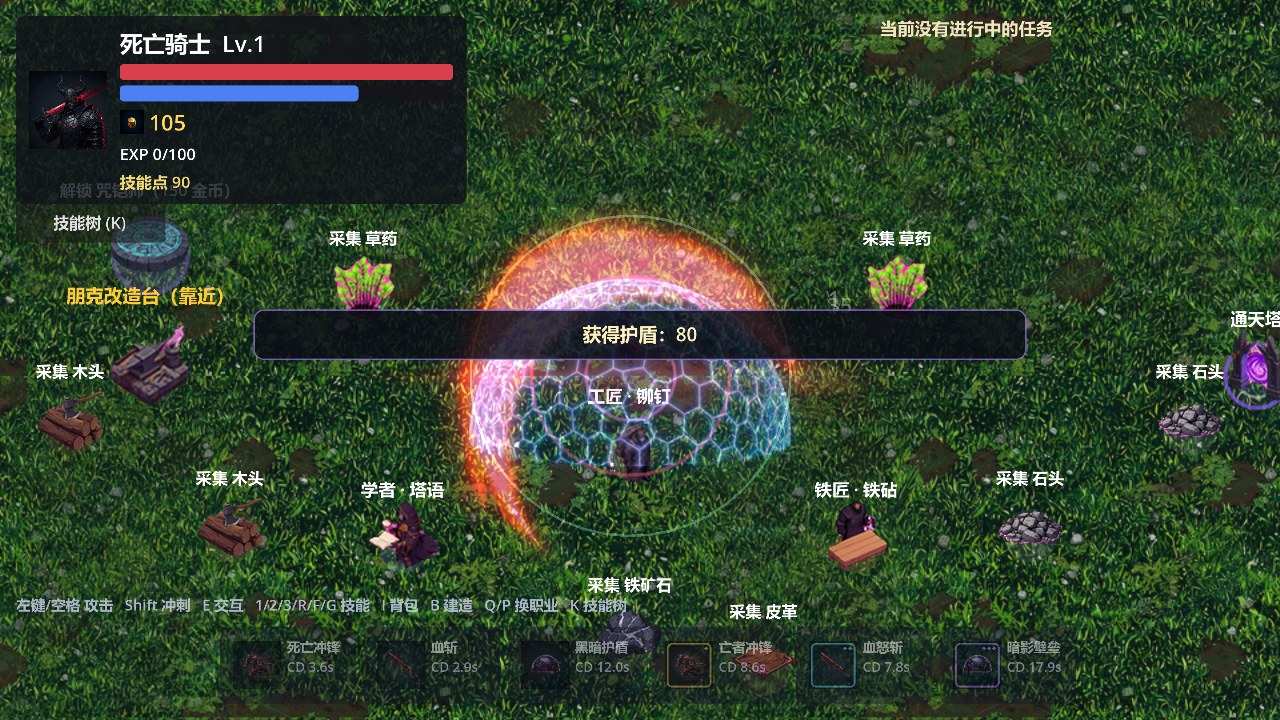 死亡骑士 Lv.1
当前没有进行中的任务
105
EXP 0/100
技能点 90
技能树 (K)
采集 草药
采集 草药
朋克改造台（靠近）
通天塔
获得护盾：80
采集 木头
采集 石头
工匠 · 铆钉
采集 木头
学者 · 塔语
铁匠 · 铁砧
采集 石头
采集 铁矿石
左键/空格 攻击 Shift 冲刺 E 交互 1/2/3/R/F/G 技能 I 背包 B 建造 Q/P 换职业 K 技能树
采集 皮革
死亡冲锋
CD 3.6s
血斩
CD 2.9s
黑暗护盾
CD 12.0s
亡者冲锋
CD 8.6s
血怒斩
CD 7.8s
暗影壁垒
CD 17.9s